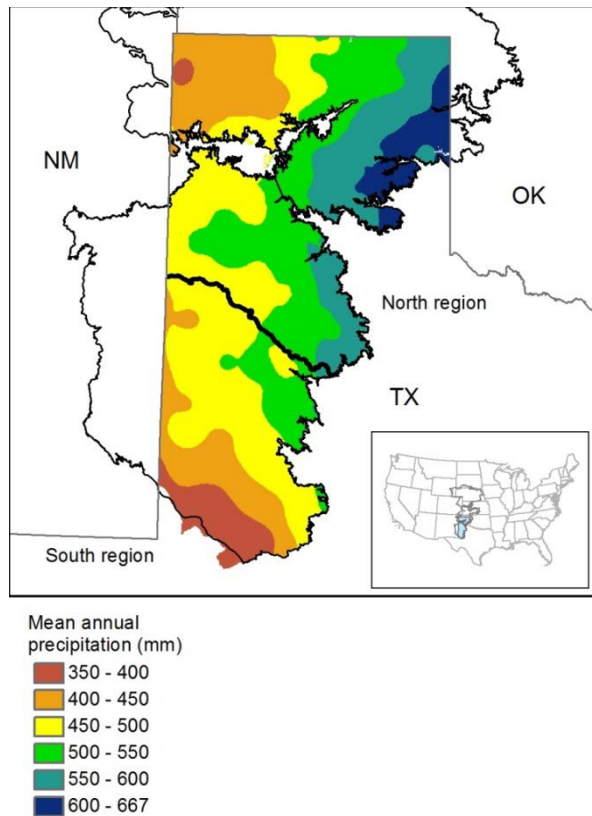 NM
OK
North region
TX
South region
Mean annual
precipitation (mm)
350 - 400
400 - 450
450 - 500
500 - 550
550 - 600
600 - 667